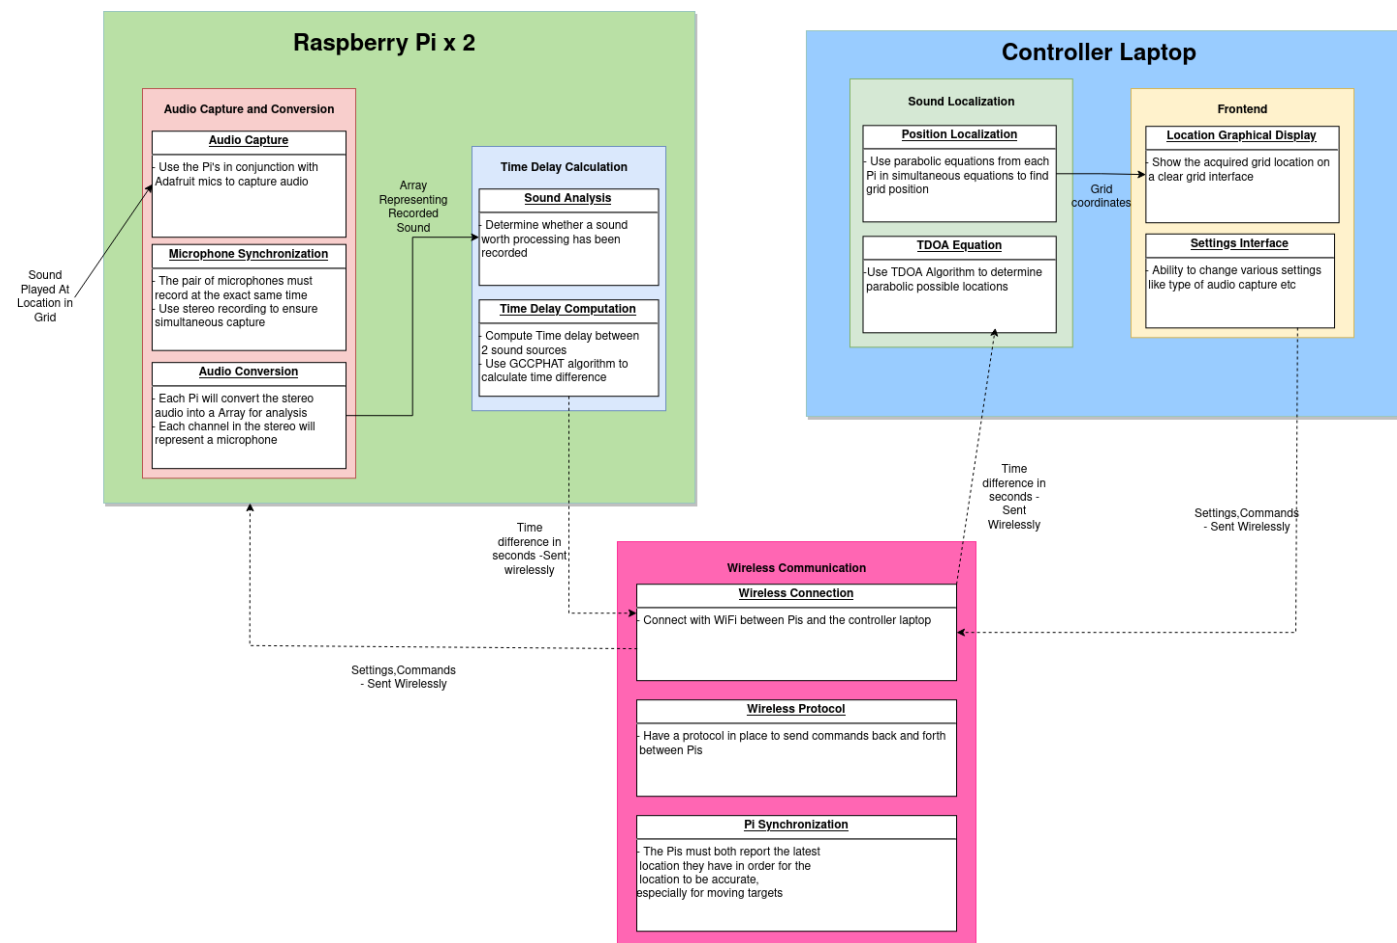 Raspberry Pi x 2
Audio Capture and Conversion
Audio Capture
- Use the Pi's in conjunction with
Adafruit mics to capture audio
Microphone Synchronization
- The pair of microphones must
record at the exact same time
- Use stereo recording to ensure
simultaneous capture
Audio Conversion
- Each Pi will convert the stereo
audio into a Array for analysis
- Each channel in the stereo will
represent a microphone
Sound
Played At
Location in
Grid
Array
Representing
Recorded
Sound
Time Delay Calculation
Sound Analysis
- Determine whether a sound
worth processing has been
recorded
Time Delay Computation
- Compute Time delay between
2 sound sources
- Use GCCPHAT algorithm to
calculate time difference
Controller Laptop
Sound Localization
Position Localization
- Use parabolic equations from each
Pi in simultaneous equations to find
grid position
TDOA Equation
-Use TDOA Algorithm to determine
parabolic possible locations
Grid
coordinates
Frontend
Location Graphical Display
- Show the acquired grid location on
a clear grid interface
Settings Interface
- Ability to change various settings
like type of audio capture etc
Time
difference in
seconds -
Sent
Wirelessly
Settings,Commands
- Sent Wirelessly
Time
difference in
seconds -Sent
wirelessly
Settings,Commands
- Sent Wirelessly
Wireless Communication
Wireless Connection
- Connect with WiFi between Pis and the controller laptop
Wireless Protocol
- Have a protocol in place to send commands back and forth
between Pis
Pi Synchronization
- The Pis must both report the latest
location they have in order for the
location to be accurate,
especially for moving targets